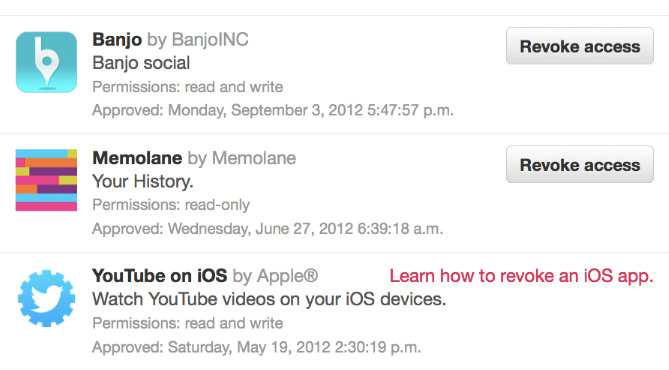 Banjo by BanjoINC
Revoke access
Banjo social
Permissions: read and write
Approved: Monday, September 3, 2012 5:47:57 p.m.
Memolane by Memolane
Revoke access
Your History.
Permissions: read-only
Approved: Wednesday, June 27, 2012 6:39:18 a.m.
YouTube on iOS by Apple®
Learn how to revoke an iOS app.
Watch YouTube videos on your iOS devices.
Permissions: read and write
Approved: Saturday, May 19, 2012 2:30:19 p.m.